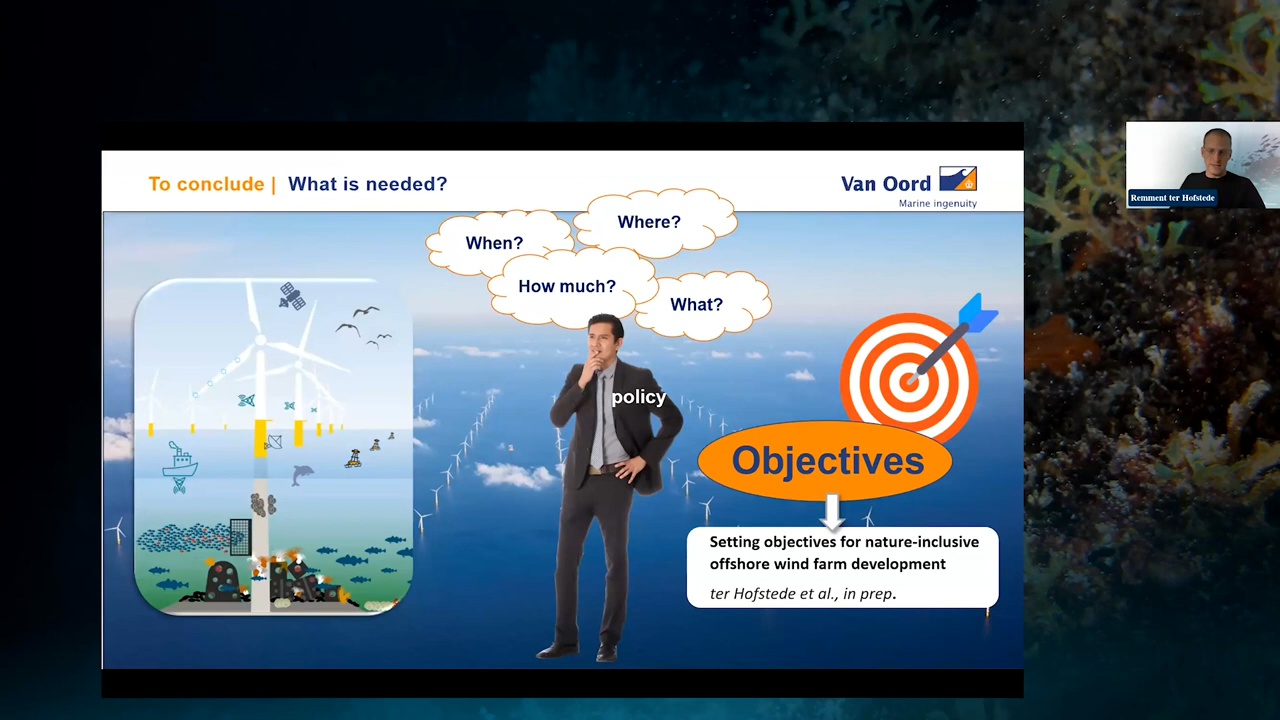 To conclude | What is needed?
Van Oord
Marine ingenuity
Where?
When?
How much?
What?
policy
Objectives
Setting objectives for nature-inclusive
offshore wind farm development
ter Hofstede et al., in prep.
Remment ter Hofstede